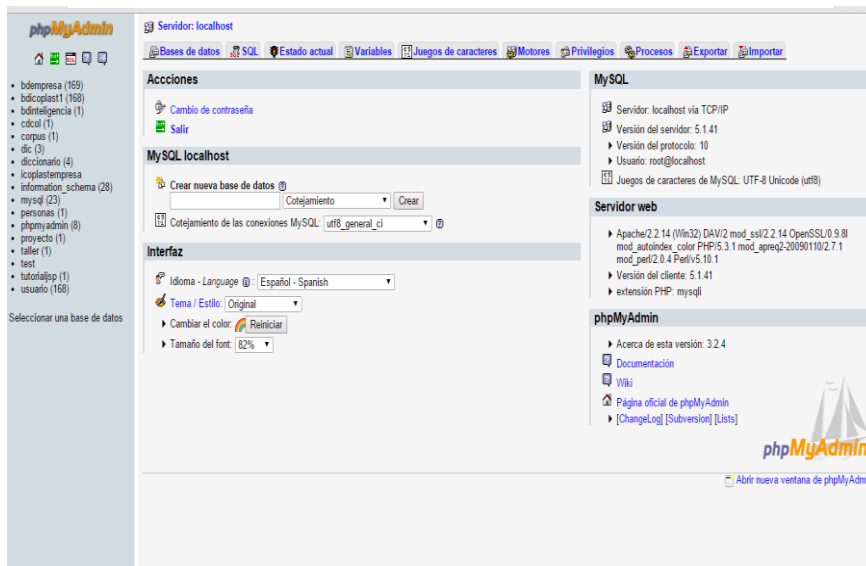 phpMyAdmin
bdempresa (169)
bdicoplast1 (168)
bdinteligencia (1)
cdcol (1)
corpus (1)
dic (3)
diccionario (4)
icoplastempresa
information_schema (28)
mysql (23)
personas (1)
phpmyadmin (8)
proyecto (1)
taller (1)
test
tutorialjsp (1)
usuario (168)
Seleccionar una base de datos
Servidor: localhost
Bases de datos SQL Estado actual Variables Juegos de caracteres Motores Privilegios Procesos Exportar Importar
Accciones
Cambio de contraseña
Salir
MySQL localhost
Crear nueva base de datos
Cotejamiento Crear
Cotejamiento de las conexiones MySQL: utf8_general_ci
Interfaz
Idioma - Language : Español - Spanish
Tema / Estilo: Original
Cambiar el color: Reiniciar
Tamaño del font: 82%
MySQL
Servidor: localhost via TCP/IP
Versión del servidor: 5.1.41
Versión del protocolo: 10
Usuario: root@localhost
Juegos de caracteres de MySQL: UTF-8 Unicode (utf8)
Servidor web
Apache/2.2.14 (Win32) DAV/2 mod_ssl/2.2.14 OpenSSL/0.9.8l
mod_autoindex_color PHP/5.3.1 mod_apreq2-20090110/2.7.1
mod_perl/2.0.4 Perl/v5.10.1
Versión del cliente: 5.1.41
extensión PHP: mysqli
phpMyAdmin
Acerca de esta versión: 3.2.4
Documentación
Wiki
Página oficial de phpMyAdmin
[ChangeLog] [Subversion] [Lists]
phpMyAdmin
Abrir nueva ventana de phpMyAdm